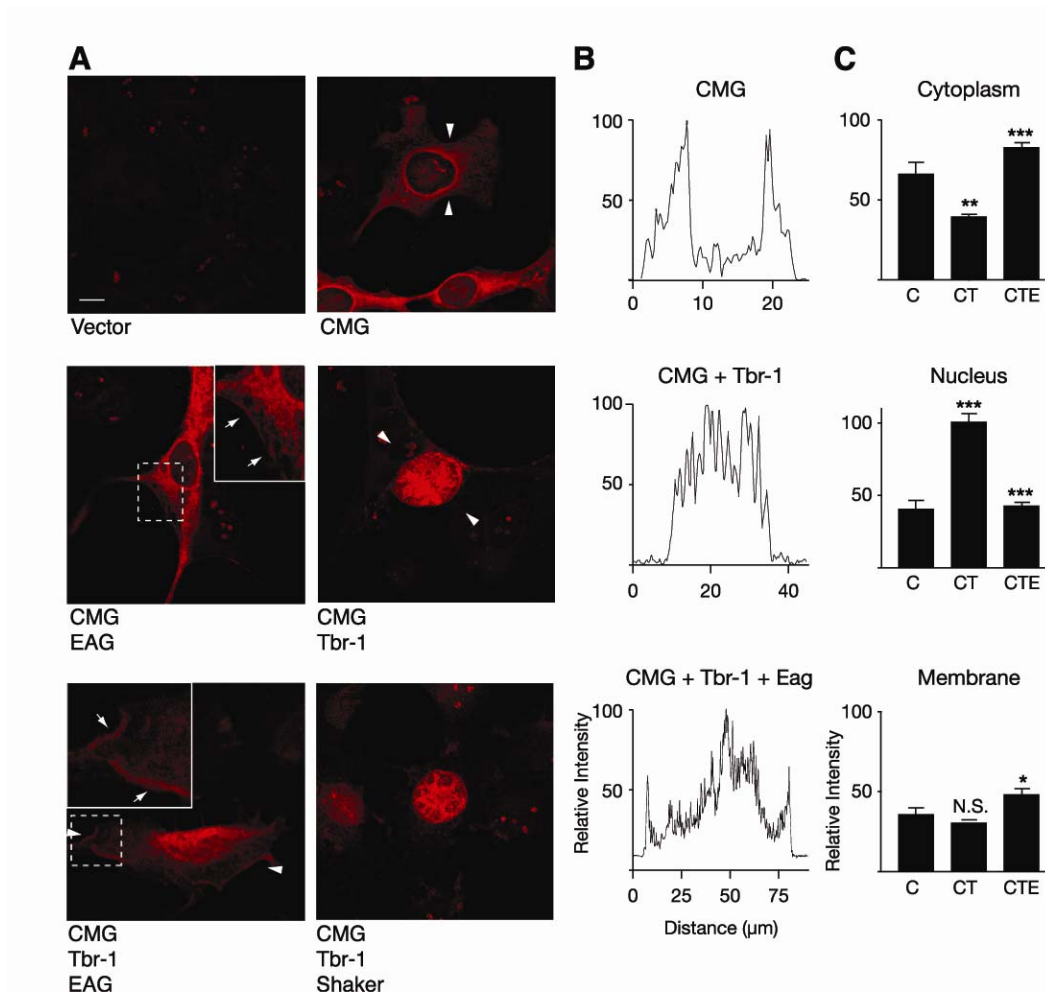 A
Vector
CMG
CMG
EAG
CMG
Tbr-1
CMG
Tbr-1
EAG
CMG
Tbr-1
Shaker
B
CMG
100
50
0
10
20
CMG + Tbr-1
100
50
0
20
40
CMG + Tbr-1 + Eag
Relative Intensity
100
50
0
25
50
75
Distance (µm)
C
Cytoplasm
100
50
**
***
C
CT
CTE
Nucleus
100
50
***
***
C
CT
CTE
Membrane
Relative Intensity
100
50
N.S.
*
C
CT
CTE